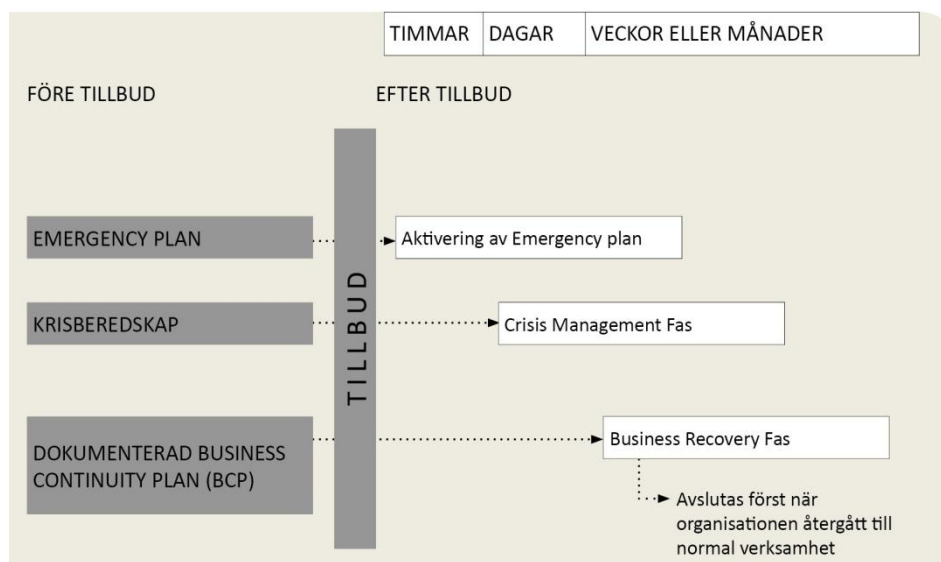 TIMMAR DAGAR VECKOR ELLER MÅNADER
FÖRE TILLBUD EFTER TILLBUD
TILLBUD
EMERGENCY PLAN Aktivering av Emergency plan
KRISBEREDSKAP Crisis Management Fas
DOKUMENTERAD BUSINESS
CONTINUITY PLAN (BCP)
Business Recovery Fas
Avslutas först när
organisationen återgått till
normal verksamhet